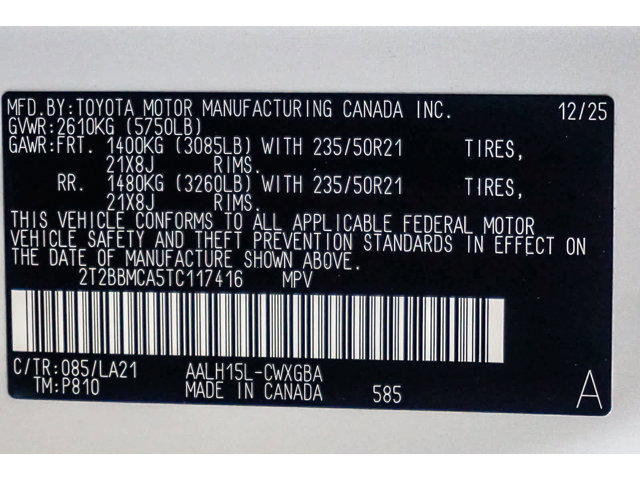 MFD.BY:TOYOTA MOTOR MANUFACTURING CANADA INC. 12/25
GVWR:2610KG (5750LB)
GAWR:FRT. 1400KG (3085LB) WITH 235/50R21 TIRES,
21X8J RIMS.
RR. 1480KG (3260LB) WITH 235/50R21 TIRES,
21X8J RIMS.
THIS VEHICLE CONFORMS TO ALL APPLICABLE FEDERAL MOTOR
VEHICLE SAFETY AND THEFT PREVENTION STANDARDS IN EFFECT ON
THE DATE OF MANUFACTURE SHOWN ABOVE.
2T2BBMCA5TC117416 MPV
C/TR:085/LA21 AALH15L-CWXGBA
TM:P810 MADE IN CANADA 585 A